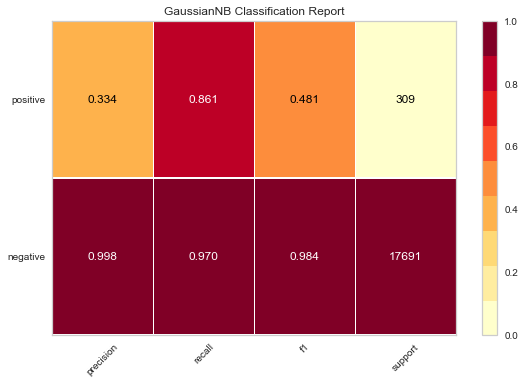 GaussianNB Classification Report
positive 0.334 0.861 0.481 309
negative 0.998 0.970 0.984 17691
precision recall f1 support
1.0
0.8
0.6
0.4
0.2
0.0